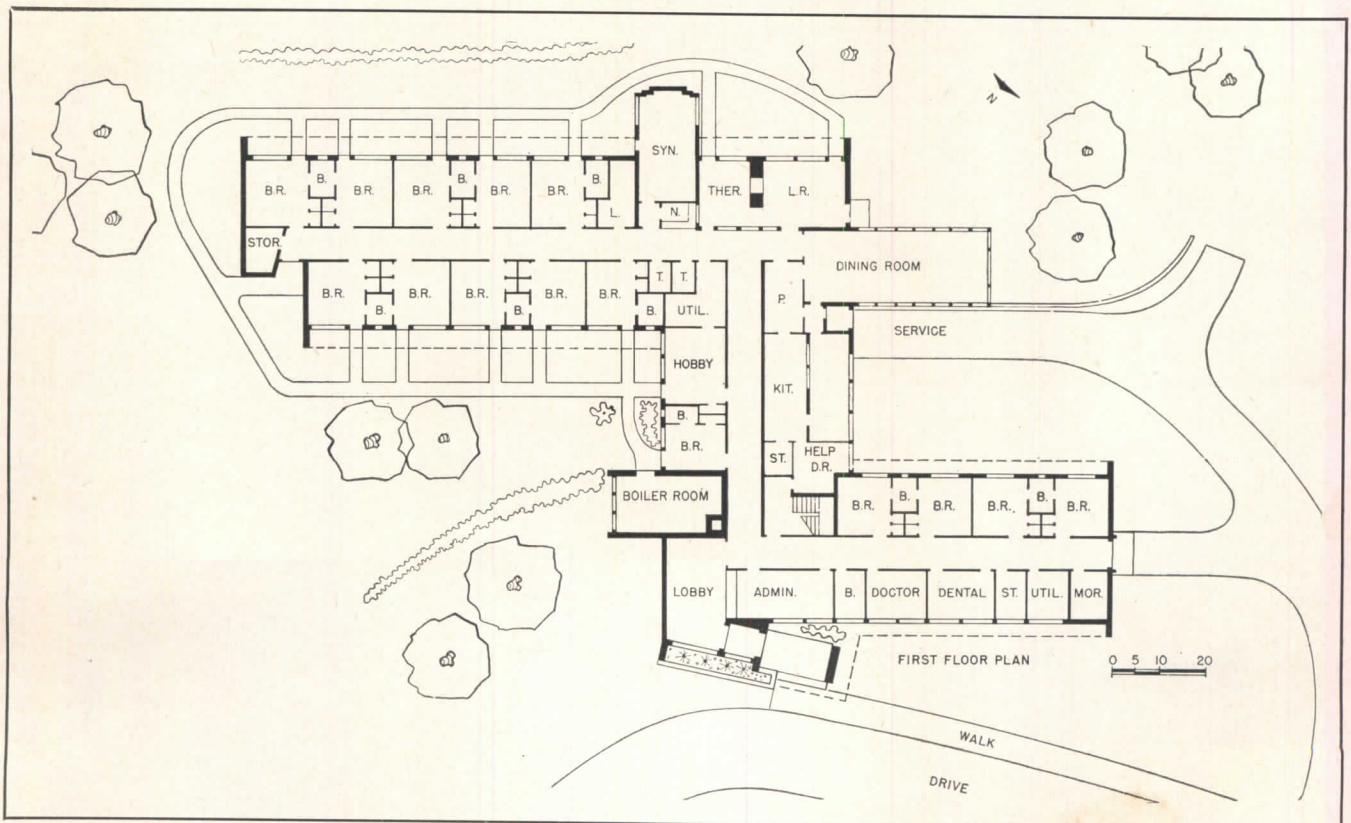 N
SYN.
B.R. B. B.R. B.R. B. B.R. B.R. B. THER. L.R.
L. N.
STOR.
DINING ROOM
B.R. B.R. B.R. B.R. B.R. T. T. P.
B. B. B. UTIL.
SERVICE
HOBBY
KIT.
B.
B.R. ST. HELP
D.R.
BOILER ROOM B.R. B. B.R. B.R. B. B.R.
LOBBY ADMIN. B. DOCTOR DENTAL ST. UTIL. MOR.
FIRST FLOOR PLAN 0 5 10 20
WALK
DRIVE